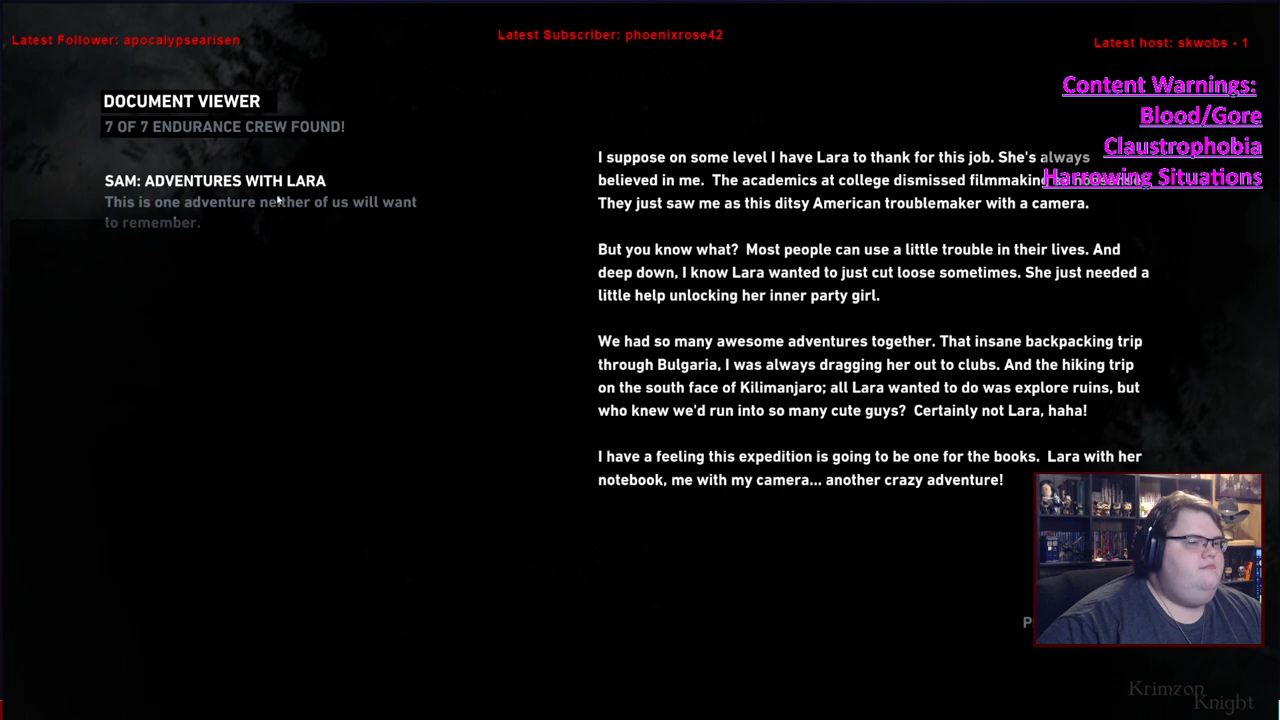 Latest Follower: apocalypsearisen
Latest Subscriber: phoenixrose42
Latest host: skwobs - 1
Content Warnings:
Blood/Gore
Claustrophobia
Harrowing Situations
DOCUMENT VIEWER
7 OF 7 ENDURANCE CREW FOUND!
SAM: ADVENTURES WITH LARA
This is one adventure neither of us will want
to remember.
I suppose on some level I have Lara to thank for this job. She's always
believed in me. The academics at college dismissed filmmaking
They just saw me as this ditsy American troublemaker with a camera.
But you know what? Most people can use a little trouble in their lives. And
deep down, I know Lara wanted to just cut loose sometimes. She just needed a
little help unlocking her inner party girl.
We had so many awesome adventures together. That insane backpacking trip
through Bulgaria, I was always dragging her out to clubs. And the hiking trip
on the south face of Kilimanjaro; all Lara wanted to do was explore ruins, but
who knew we'd run into so many cute guys? Certainly not Lara, haha!
I have a feeling this expedition is going to be one for the books. Lara with her
notebook, me with my camera... another crazy adventure!
Krimzon
Knight